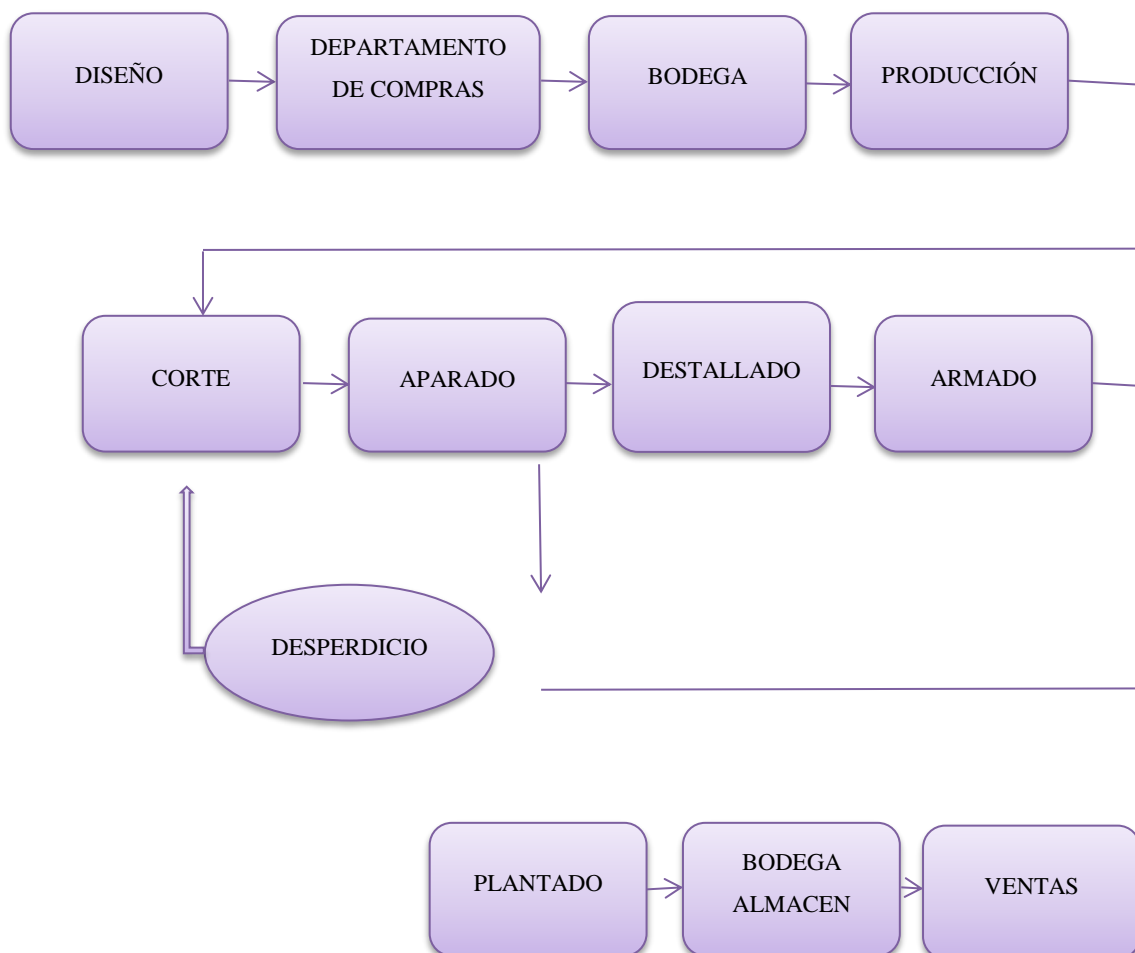 DISEÑO
DEPARTAMENTO
DE COMPRAS
BODEGA
PRODUCCIÓN
CORTE
APARADO
DESTALLADO
ARMADO
DESPERDICIO
PLANTADO
BODEGA
ALMACEN
VENTAS